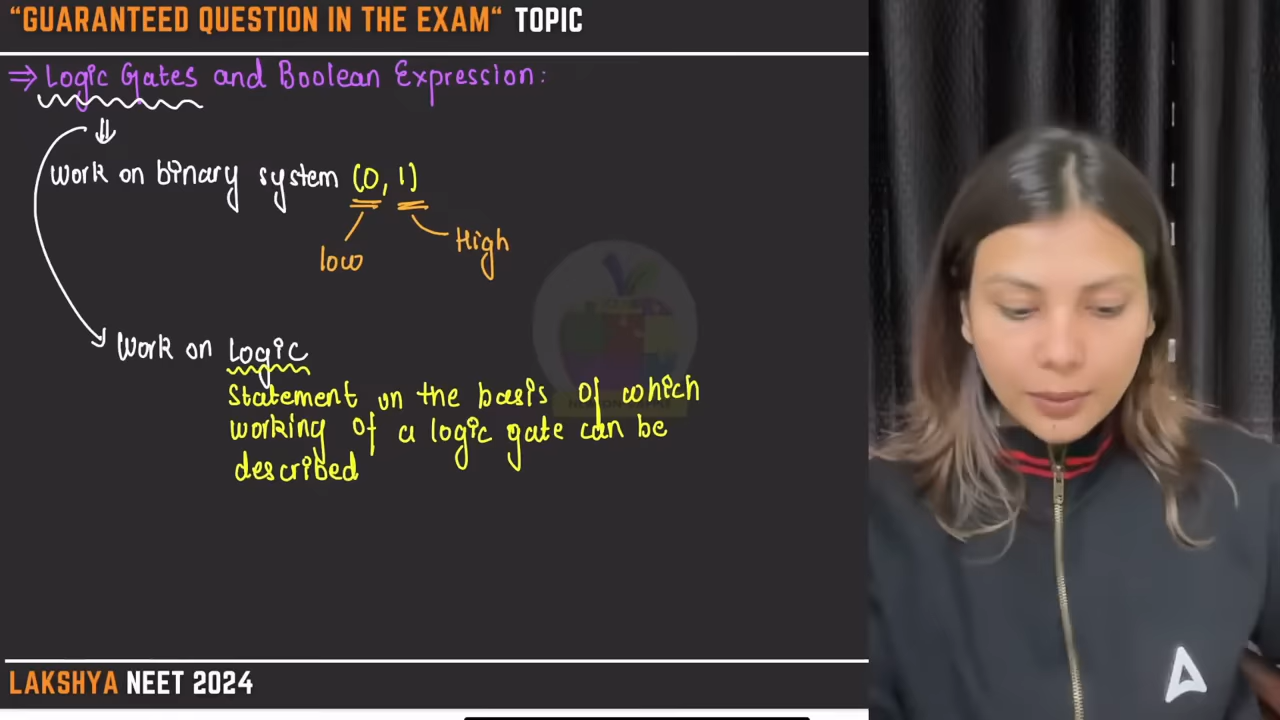 “GUARANTEED QUESTION IN THE EXAM“ TOPIC
⇒ Logic Gates and Boolean Expression:
Work on binary system (0, 1)
low
High
Work on logic
Statement on the basis of which
working of a logic gate can be
described
LAKSHYA NEET 2024